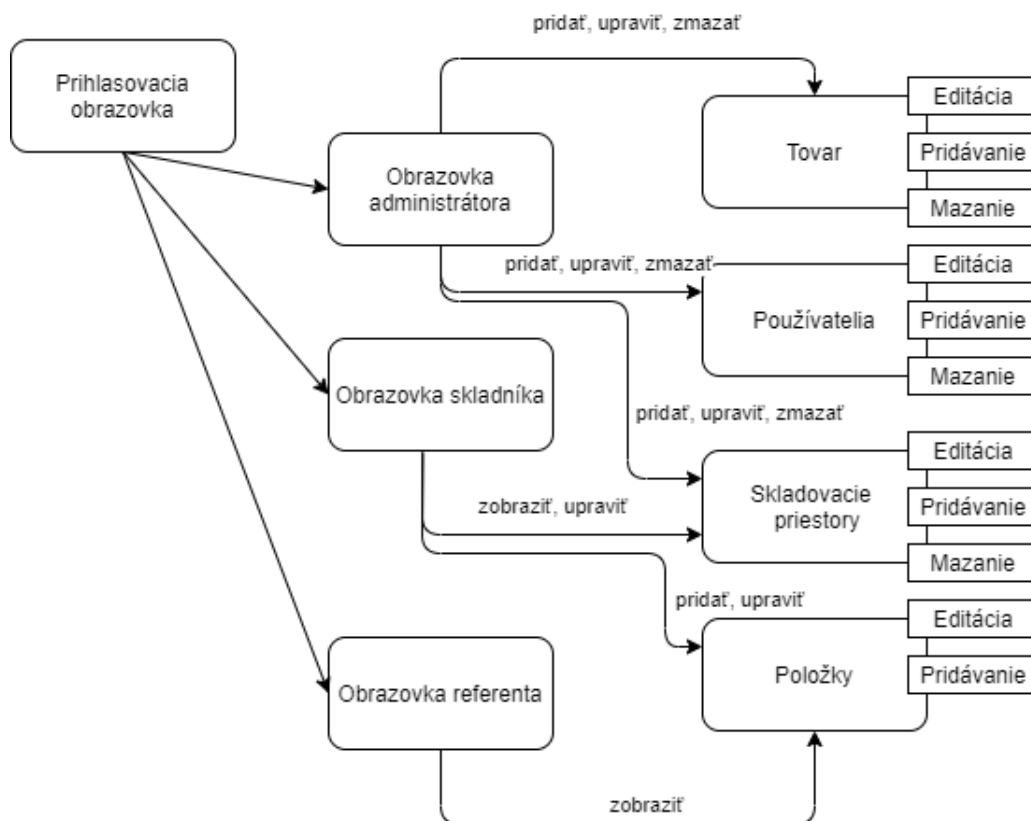 pridať, upraviť, zmazať
Prihlasovacia
obrazovka
Editácia
Tovar
Pridávanie
Mazanie
Obrazovka
administrátora
pridať, upraviť, zmazať
Editácia
Používatelia
Pridávanie
Mazanie
Obrazovka skladníka
pridať, upraviť, zmazať
Editácia
Skladovacie
priestory
Pridávanie
Mazanie
zobraziť, upraviť
pridať, upraviť
Editácia
Položky
Pridávanie
Obrazovka referenta
zobraziť